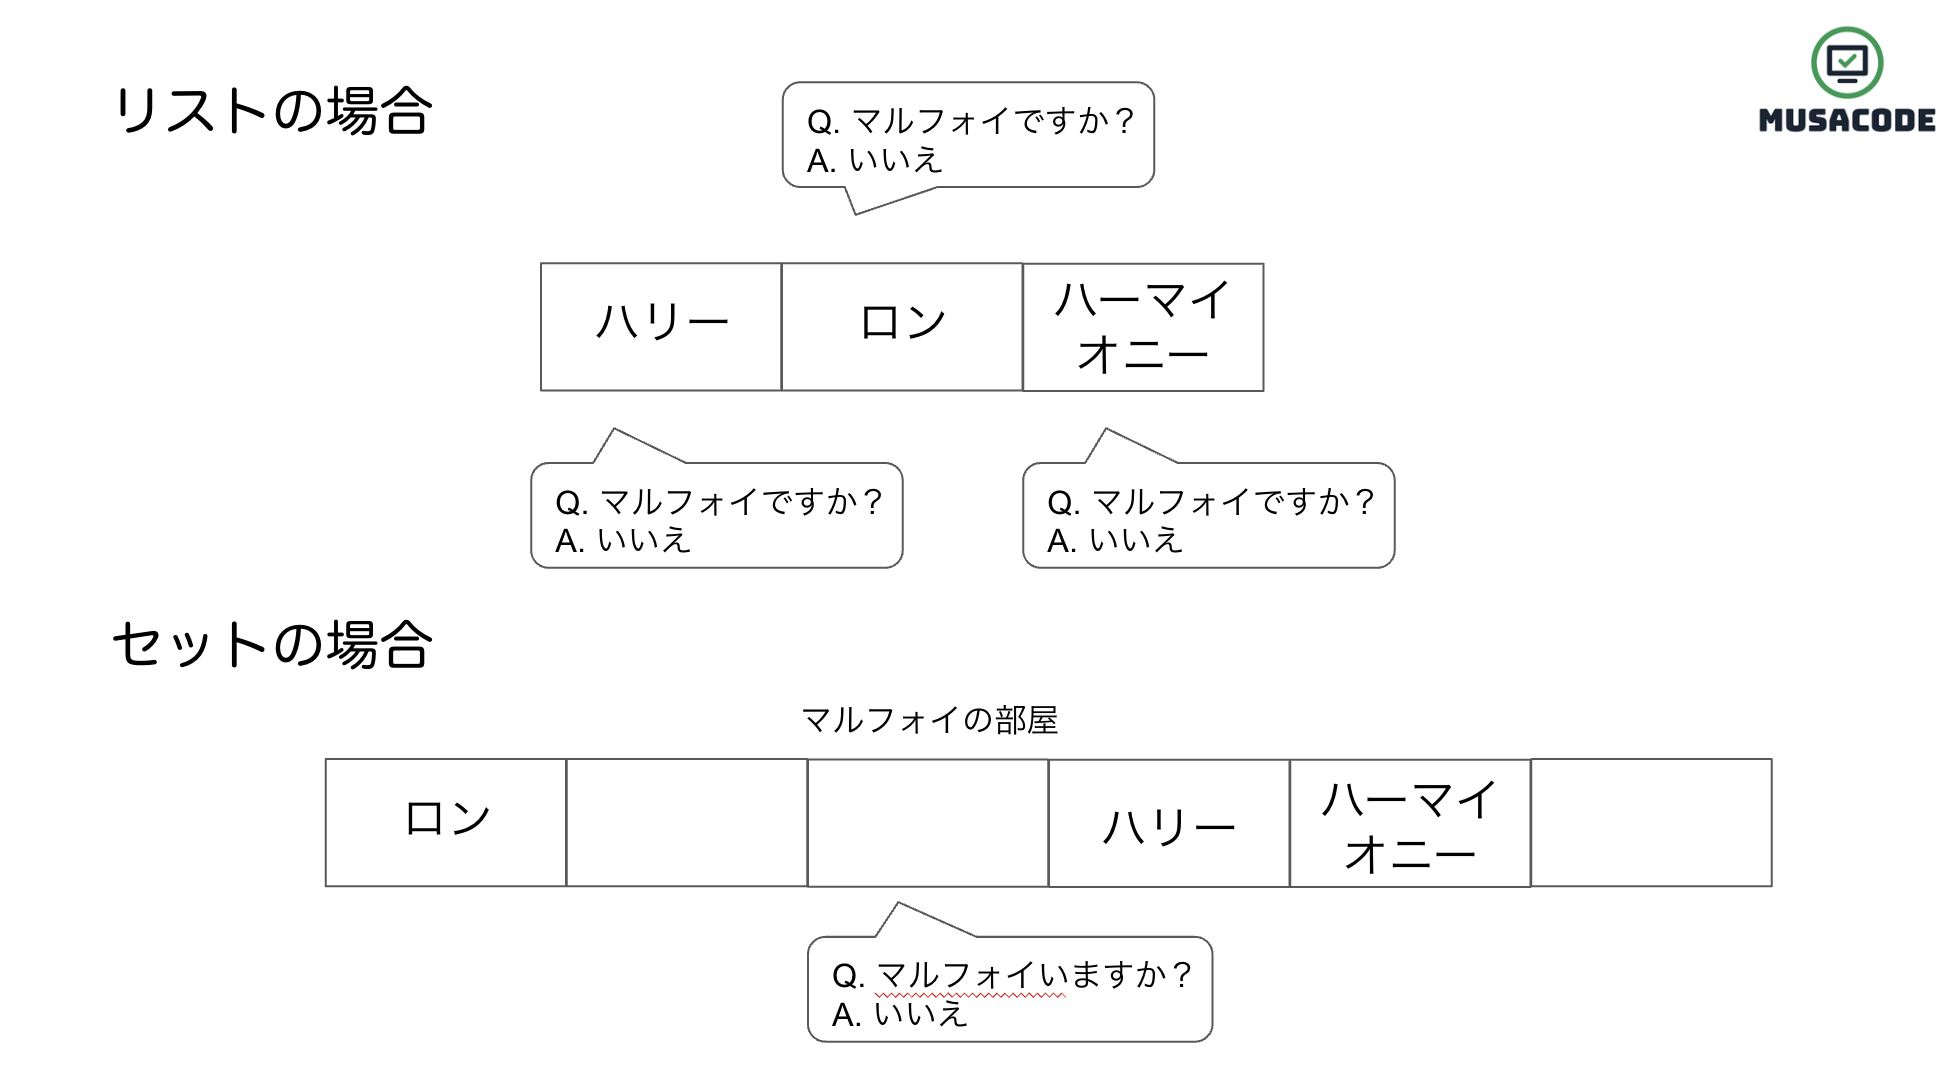 リストの場合
MUSACODE
Q. マルフォイですか？
A. いいえ
ハリー
ロン
ハーマイ
オニー
Q. マルフォイですか？
A. いいえ
Q. マルフォイですか？
A. いいえ
セットの場合
マルフォイの部屋
ロン
ハリー
ハーマイ
オニー
Q. マルフォイいますか？
A. いいえ